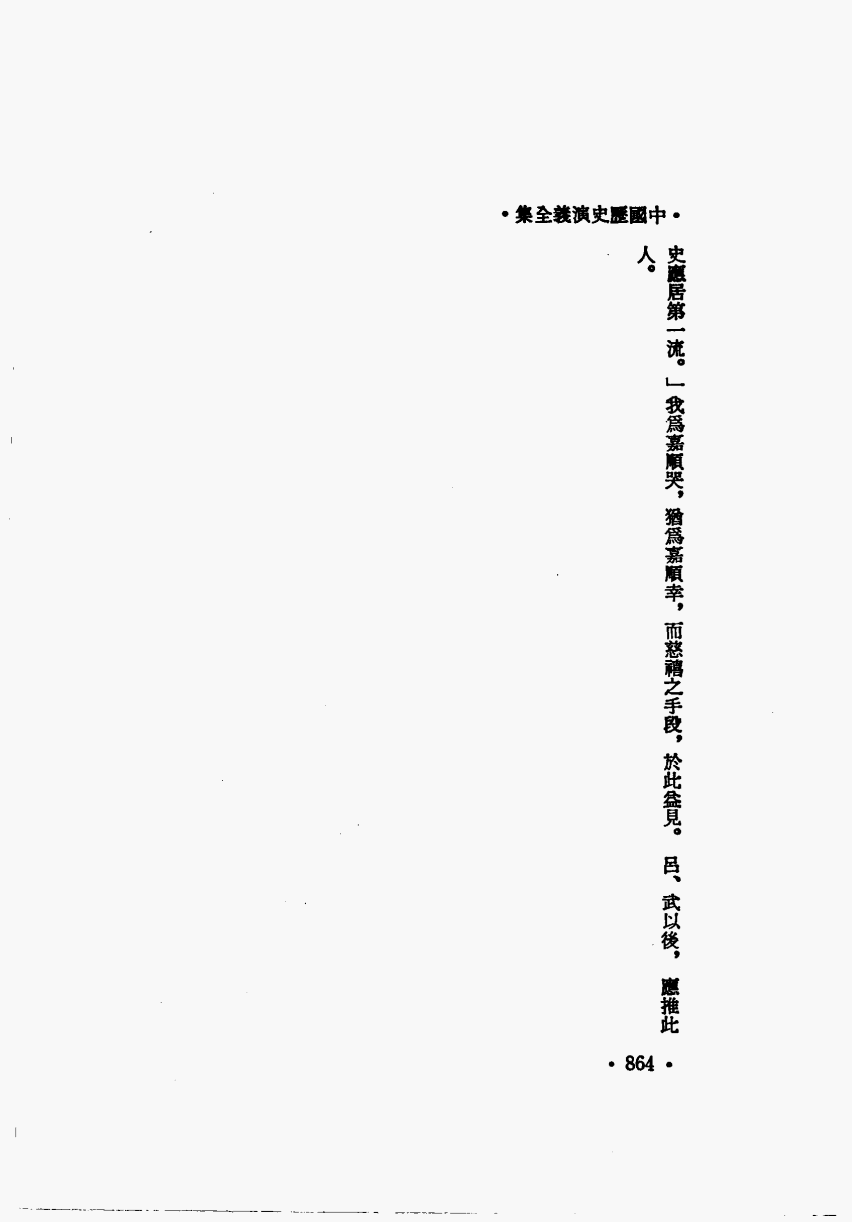 •中國歷史演義全集•
史應居第一流。」我爲嘉順哭，猶爲嘉順幸，而慈禧之手段，於此益見。呂、武以後，應推此
人。
• 864 •